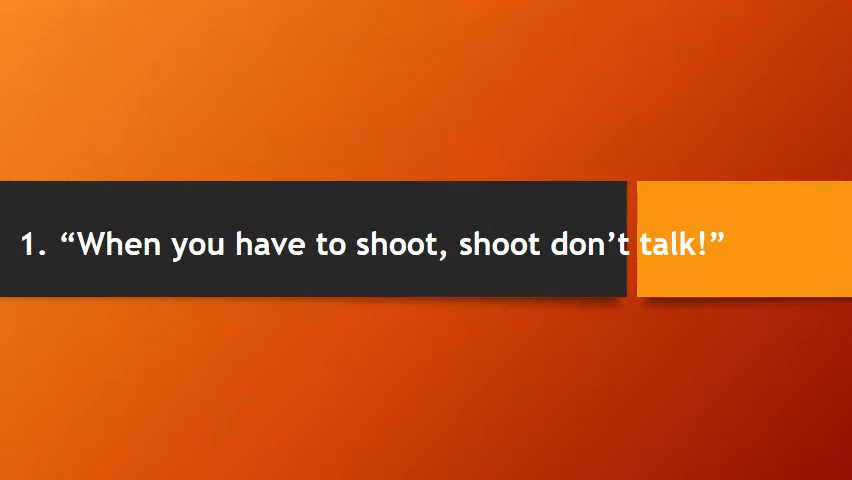 1. “When you have to shoot, shoot don’t talk!”